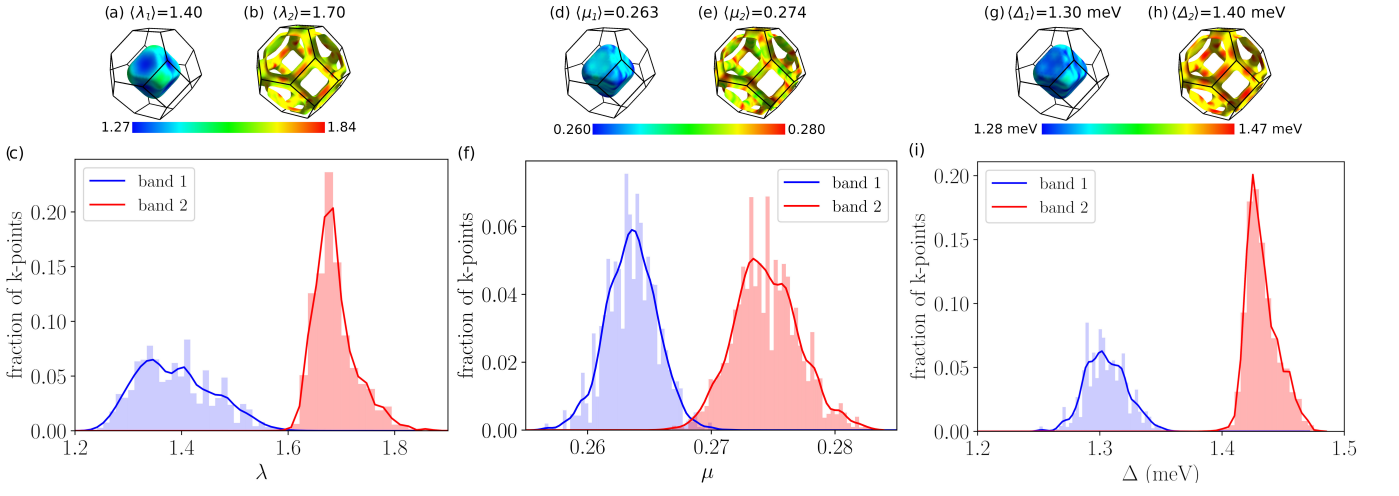 (a) ⟨λ₁⟩=1.40
(b) ⟨λ₂⟩=1.70
1.27
1.84
(c)
band 1
band 2
fraction of k-points
0.20
0.15
0.10
0.05
0.00
1.2
1.4
1.6
1.8
λ
(d) ⟨μ₁⟩=0.263
(e) ⟨μ₂⟩=0.274
0.260
0.280
(f)
band 1
band 2
fraction of k-points
0.06
0.04
0.02
0.00
0.26
0.27
0.28
μ
(g) ⟨Δ₁⟩=1.30 meV
(h) ⟨Δ₂⟩=1.40 meV
1.28 meV
1.47 meV
(i)
band 1
band 2
fraction of k-points
0.20
0.15
0.10
0.05
0.00
1.2
1.3
1.4
1.5
Δ (meV)